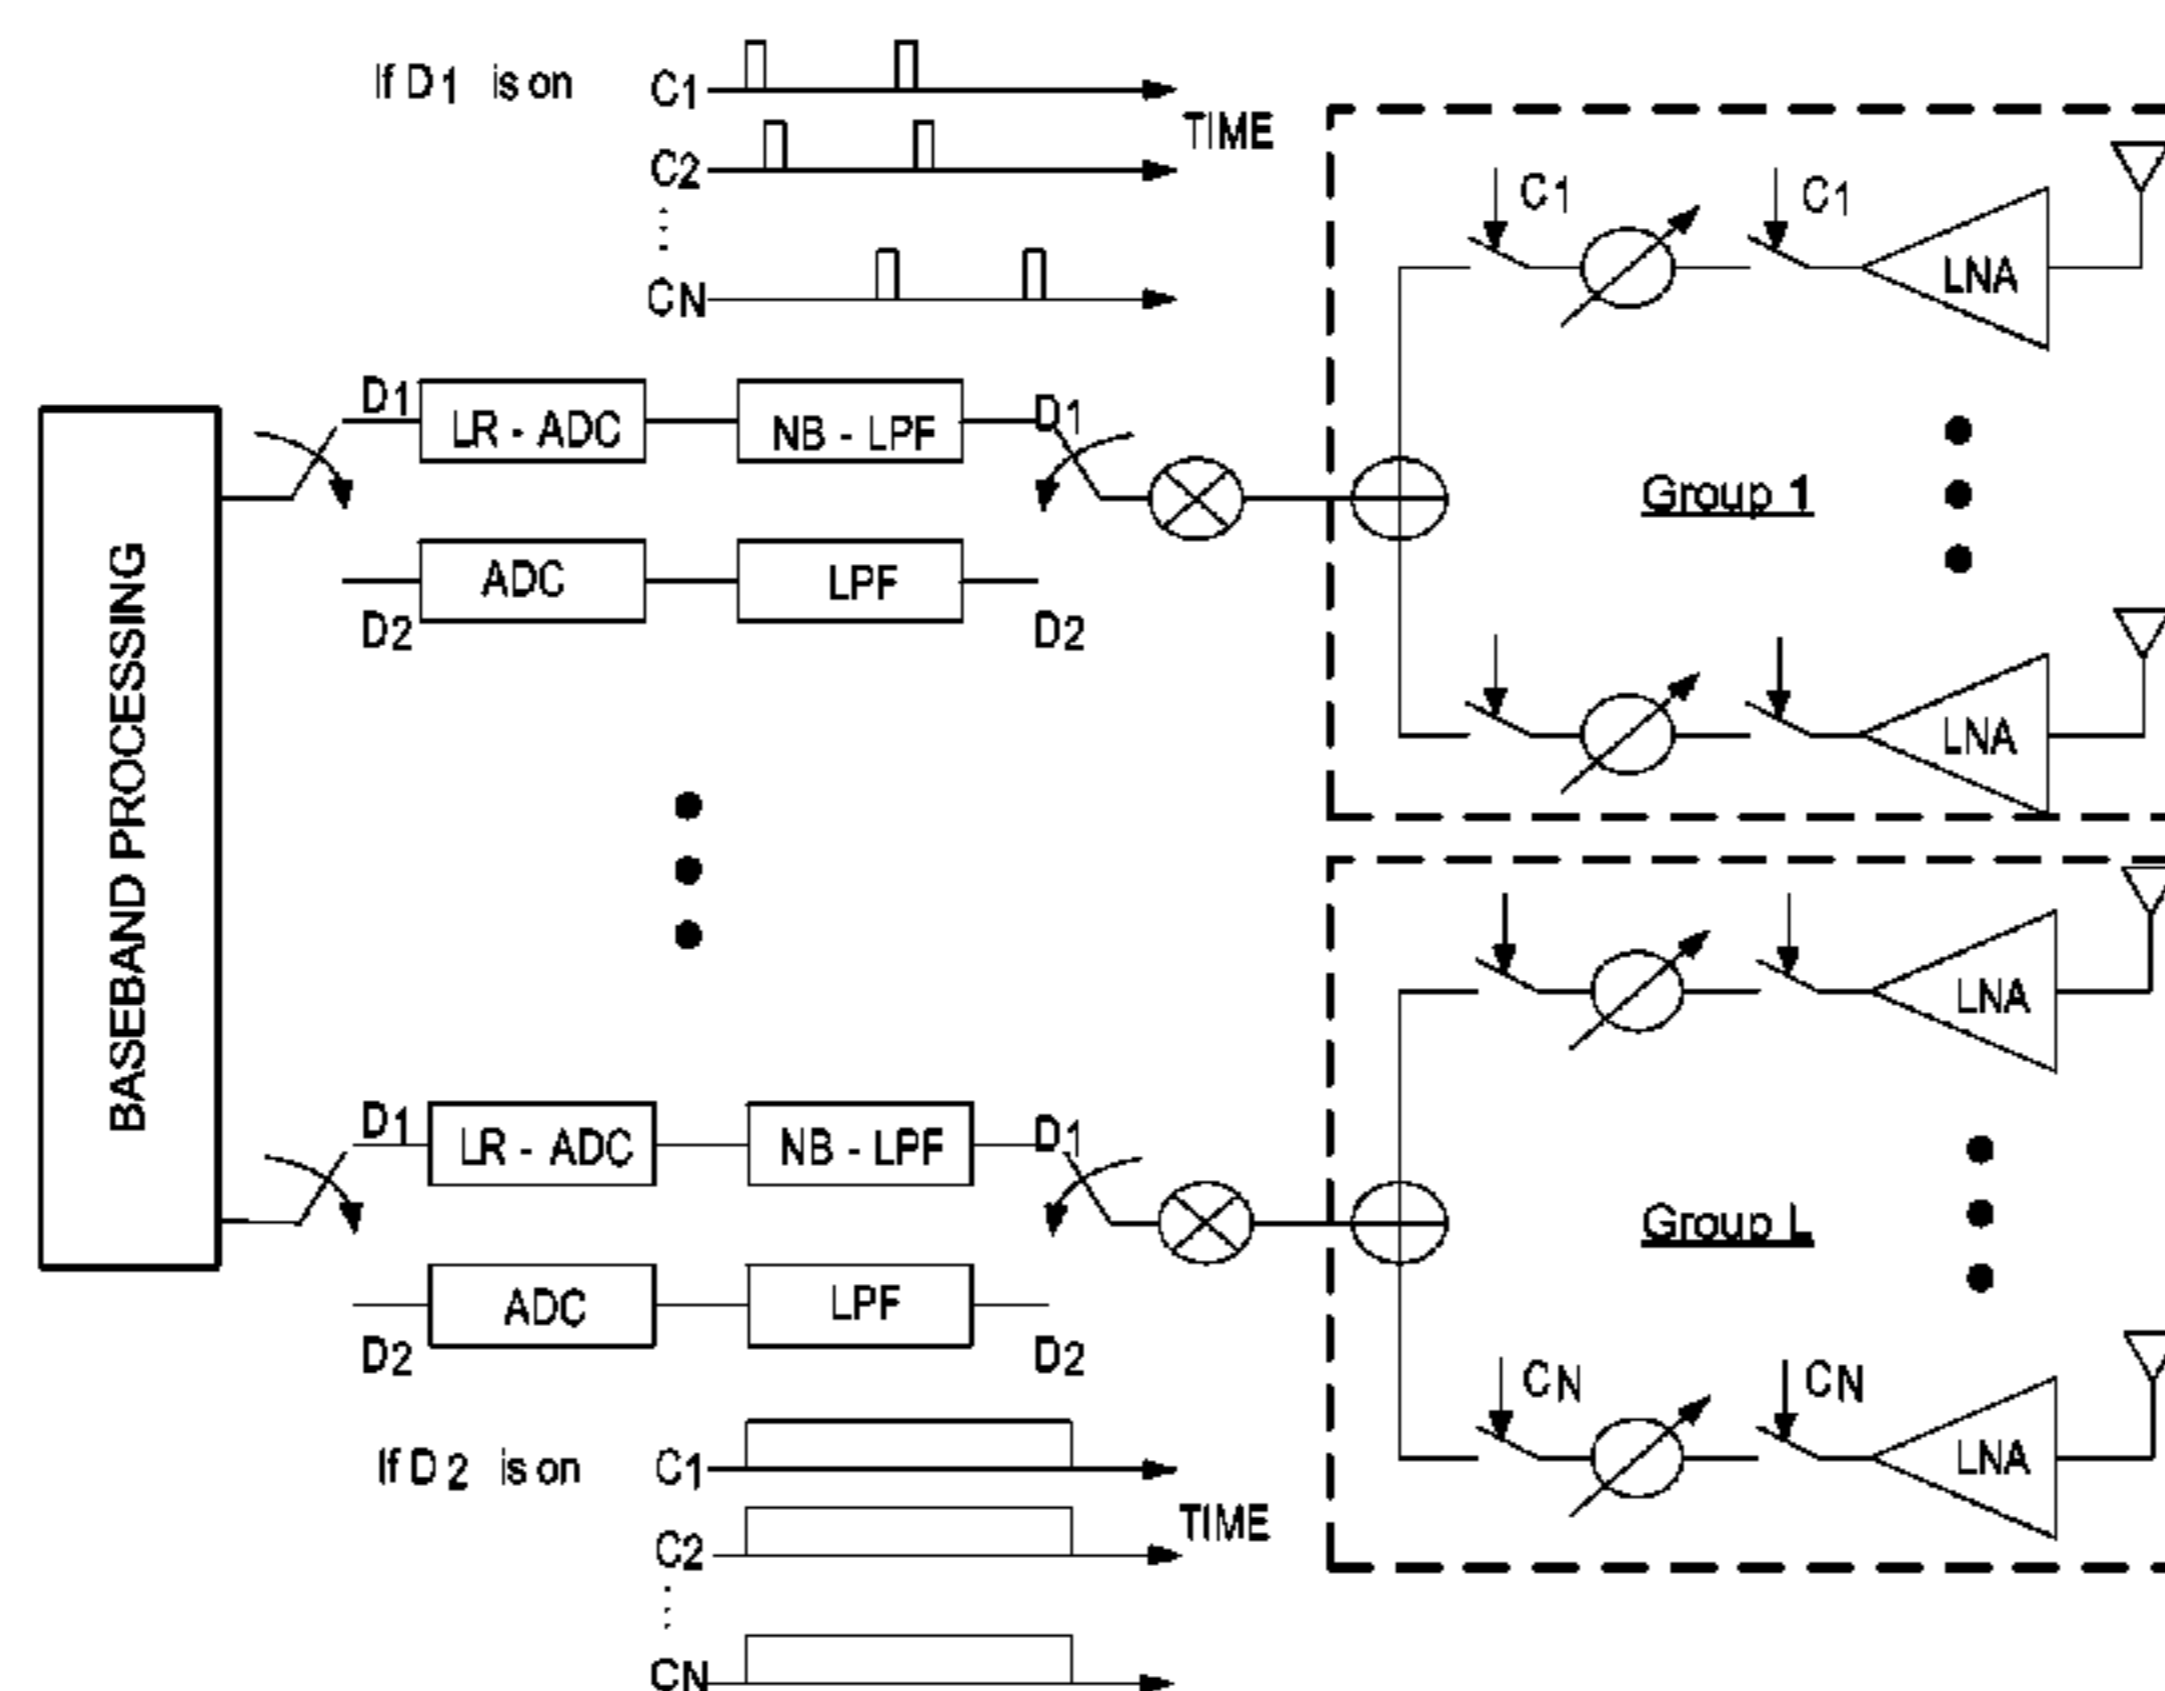 If D1 is on
C1
TIME
C2
CN
C1
C1
LNA
D1
LR - ADC
NB - LPF
D1
Group 1
ADC
LPF
D2
D2
LNA
BASEBAND PROCESSING
LNA
D1
LR - ADC
NB - LPF
D1
Group L
ADC
LPF
D2
D2
CN
CN
LNA
If D2 is on
C1
TIME
C2
CN